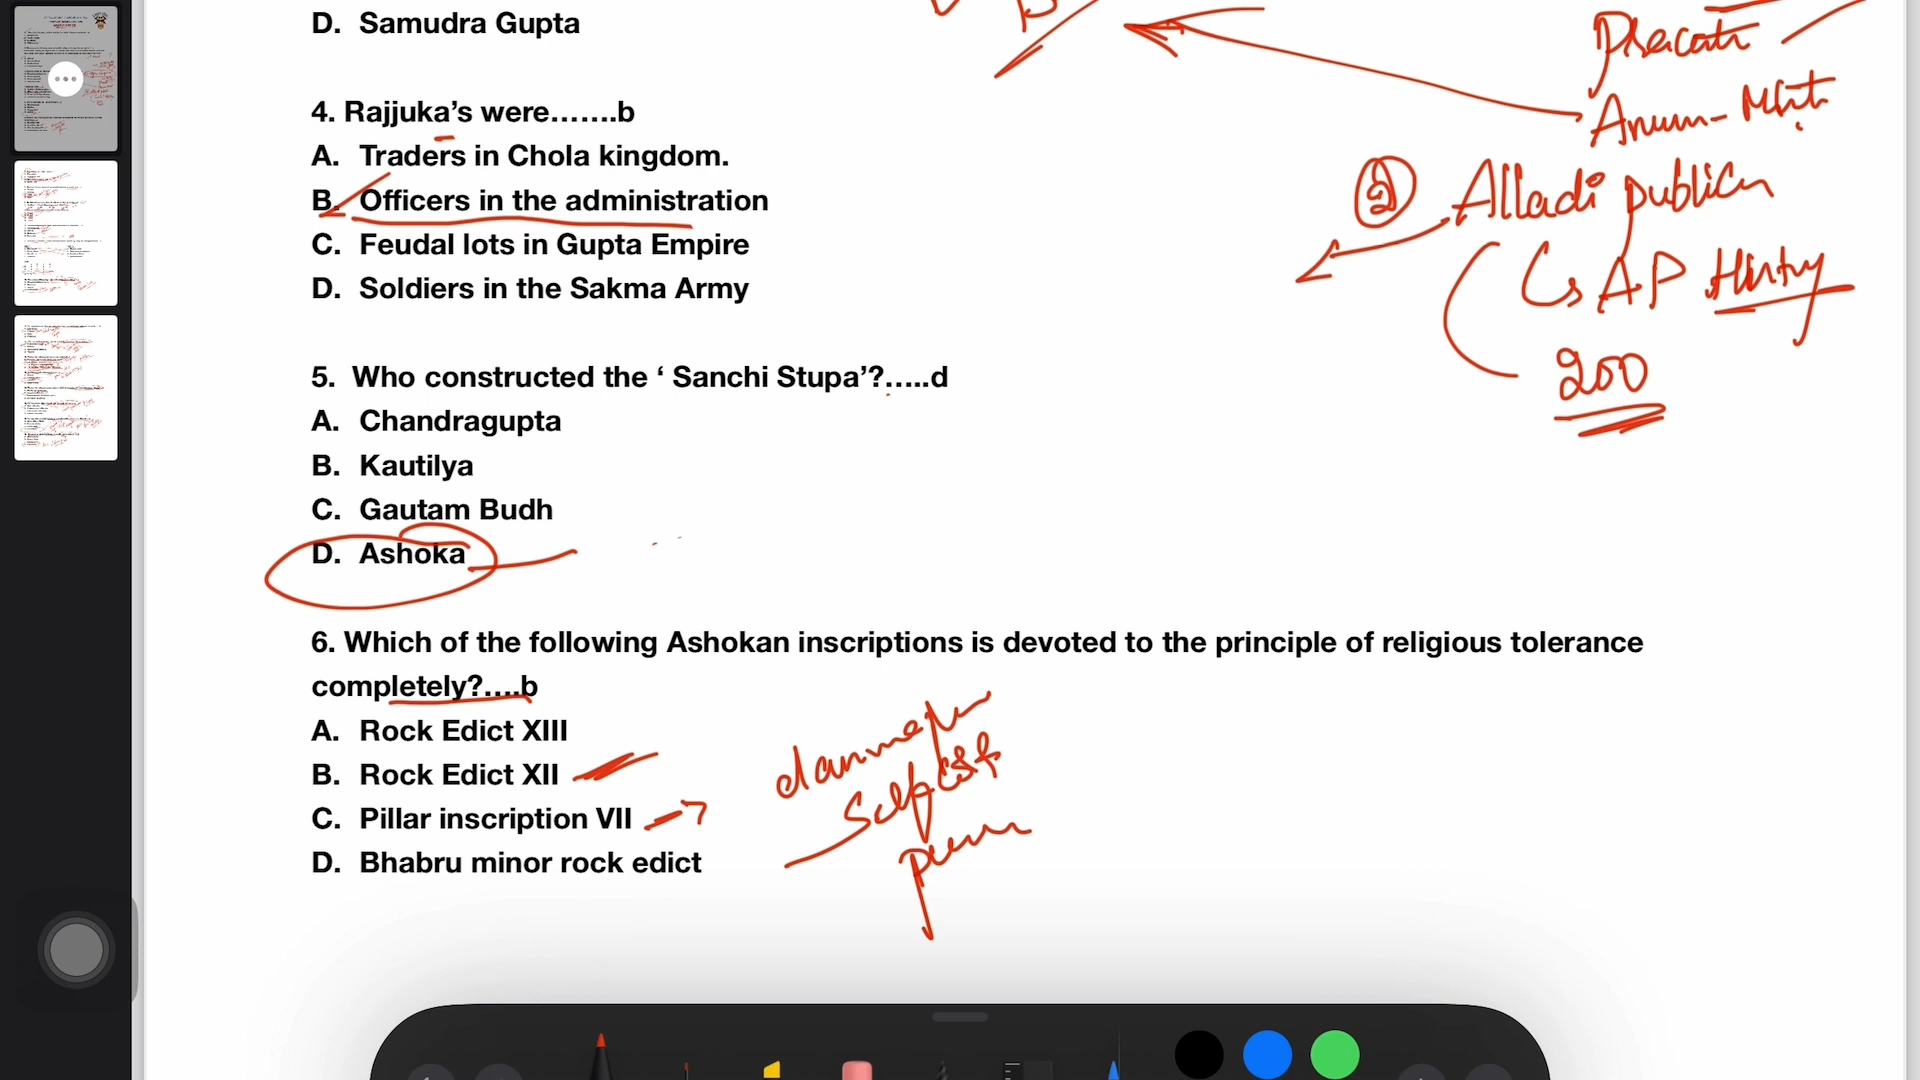 D. Samudra Gupta
4. Rajjuka’s were…….b
A. Traders in Chola kingdom.
B. Officers in the administration
C. Feudal lots in Gupta Empire
D. Soldiers in the Sakma Army
Alladi
AP
200
5. Who constructed the ‘ Sanchi Stupa’?…..d
A. Chandragupta
B. Kautilya
C. Gautam Budh
D. Ashoka
6. Which of the following Ashokan inscriptions is devoted to the principle of religious tolerance
completely?….b
A. Rock Edict XIII
B. Rock Edict XII
C. Pillar inscription VII
D. Bhabru minor rock edict